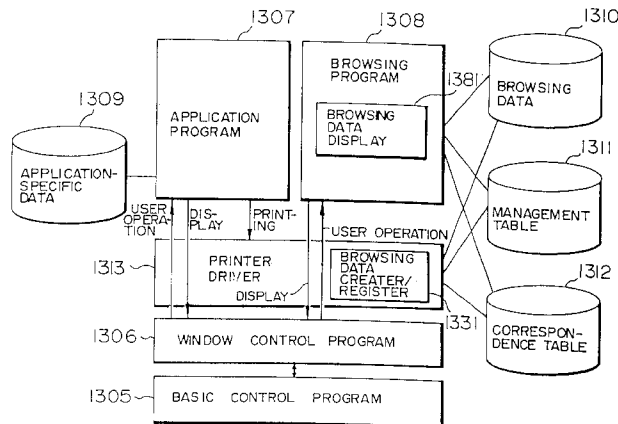 1307
1308
1310
1309
BROWSING
PROGRAM
1381
BROWSING
DATA
APPLICATION
PROGRAM
BROWSING
DATA
DISPLAY
1311
APPLICATION-
SPECIFIC
DATA
MANAGEMENT
TABLE
USER
OPERA-
TION
DIS-
PLAY
PRINT-
ING
USER OPERATION
1313
PRINTER
DRIVER
BROWSING
DATA
CREATER/
REGISTER
1312
DISPLAY
1331
CORRESPON-
DENCE TABLE
1306
WINDOW CONTROL PROGRAM
1305
BASIC CONTROL PROGRAM